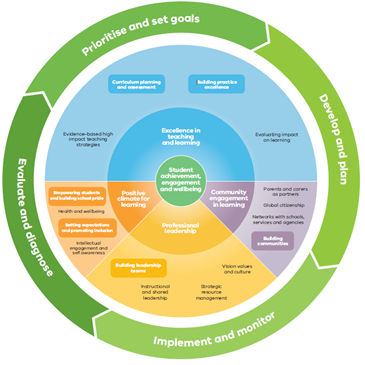 Prioritise and set goals
Develop and plan
Implement and monitor
Evaluate and diagnose
Curriculum planning
and assessment
Building practice
excellence
Evidence-based high
impact teaching
strategies
Excellence in
teaching and
learning
Evaluating impact
on learning
Student
achievement,
engagement,
and wellbeing
Empowering students
and building school pride
Health and wellbeing
Setting expectations
and promoting inclusion
Intellectual
engagement and
self awareness
Positive
climate for
learning
Community
engagement
in learning
Parents and carers
as partners
Global citizenship
Networks with schools,
services and agencies
Building
communities
Professional
leadership
Building leadership
teams
Instructional
and shared
leadership
Strategic
resource
management
Vision values
and culture